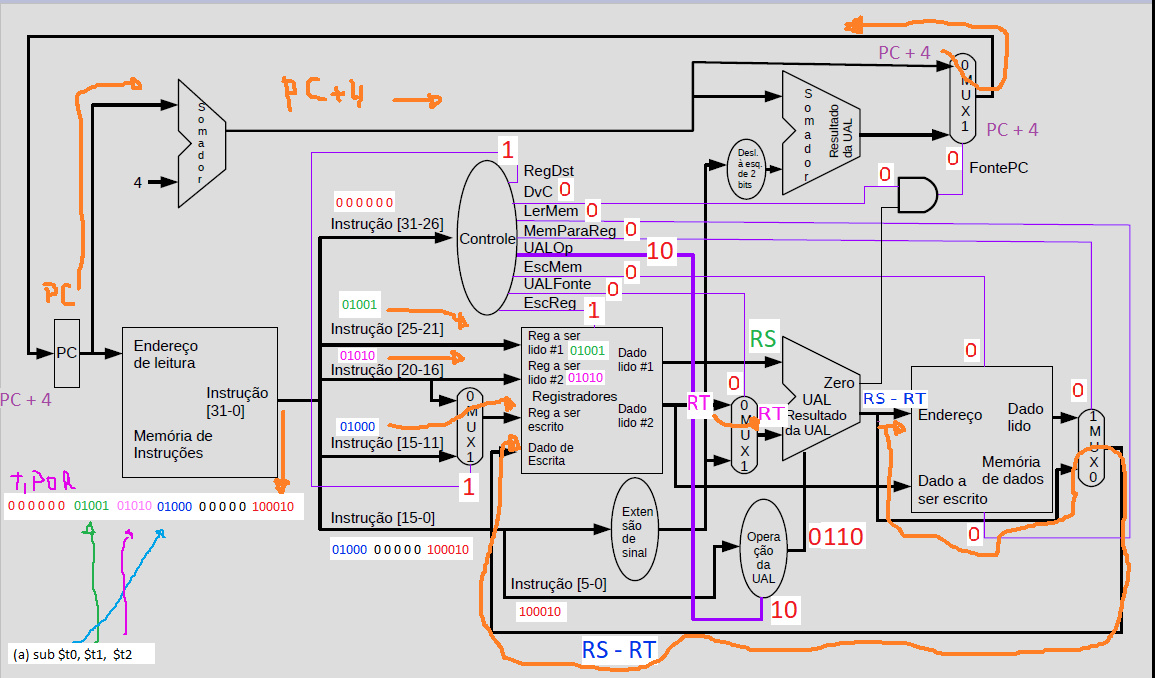 PC + 4
0
M
U
X
1
PC + 4
FontePC
0
PC + 4
S
o
m
a
d
o
r
4
S
o
m
a
d
o
r
Resultado
da UAL
Desl.
à esq.
de 2
bits
1
RegDst
DvC 0
0
LerMem 0
MemParaReg 0
UALOp
10
EscMem 0
UALFonte 0
EscReg 1
Controle
000000
Instrução [31-26]
PC
01001
Instrução [25-21]
01010
Instrução [20-16]
01000
Instrução [15-11]
0
M
U
X
1
1
PC
PC + 4
Endereço
de leitura
Instrução
[31-0]
Memória de
Instruções
Reg a ser
lido #1 01001
Reg a ser
lido #2 01010
Registradores
Reg a ser
escrito
Dado de
Escrita
Dado
lido #1
Dado
lido #2
RS
RT
0
0
M
U
X
1
RT
Zero
UAL
Resultado
da UAL
RS - RT
0
Endereço
Dado
lido
Memória
de dados
Dado a
ser escrito
0
0
1
M
U
X
0
tipo R
000000 01001 01010 01000 00000 100010
Instrução [15-0]
01000 00000 100010
Exten
são
de
sinal
Opera
ção
da
UAL
0110
Instrução [5-0]
100010
10
RS - RT
(a) sub $t0, $t1, $t2